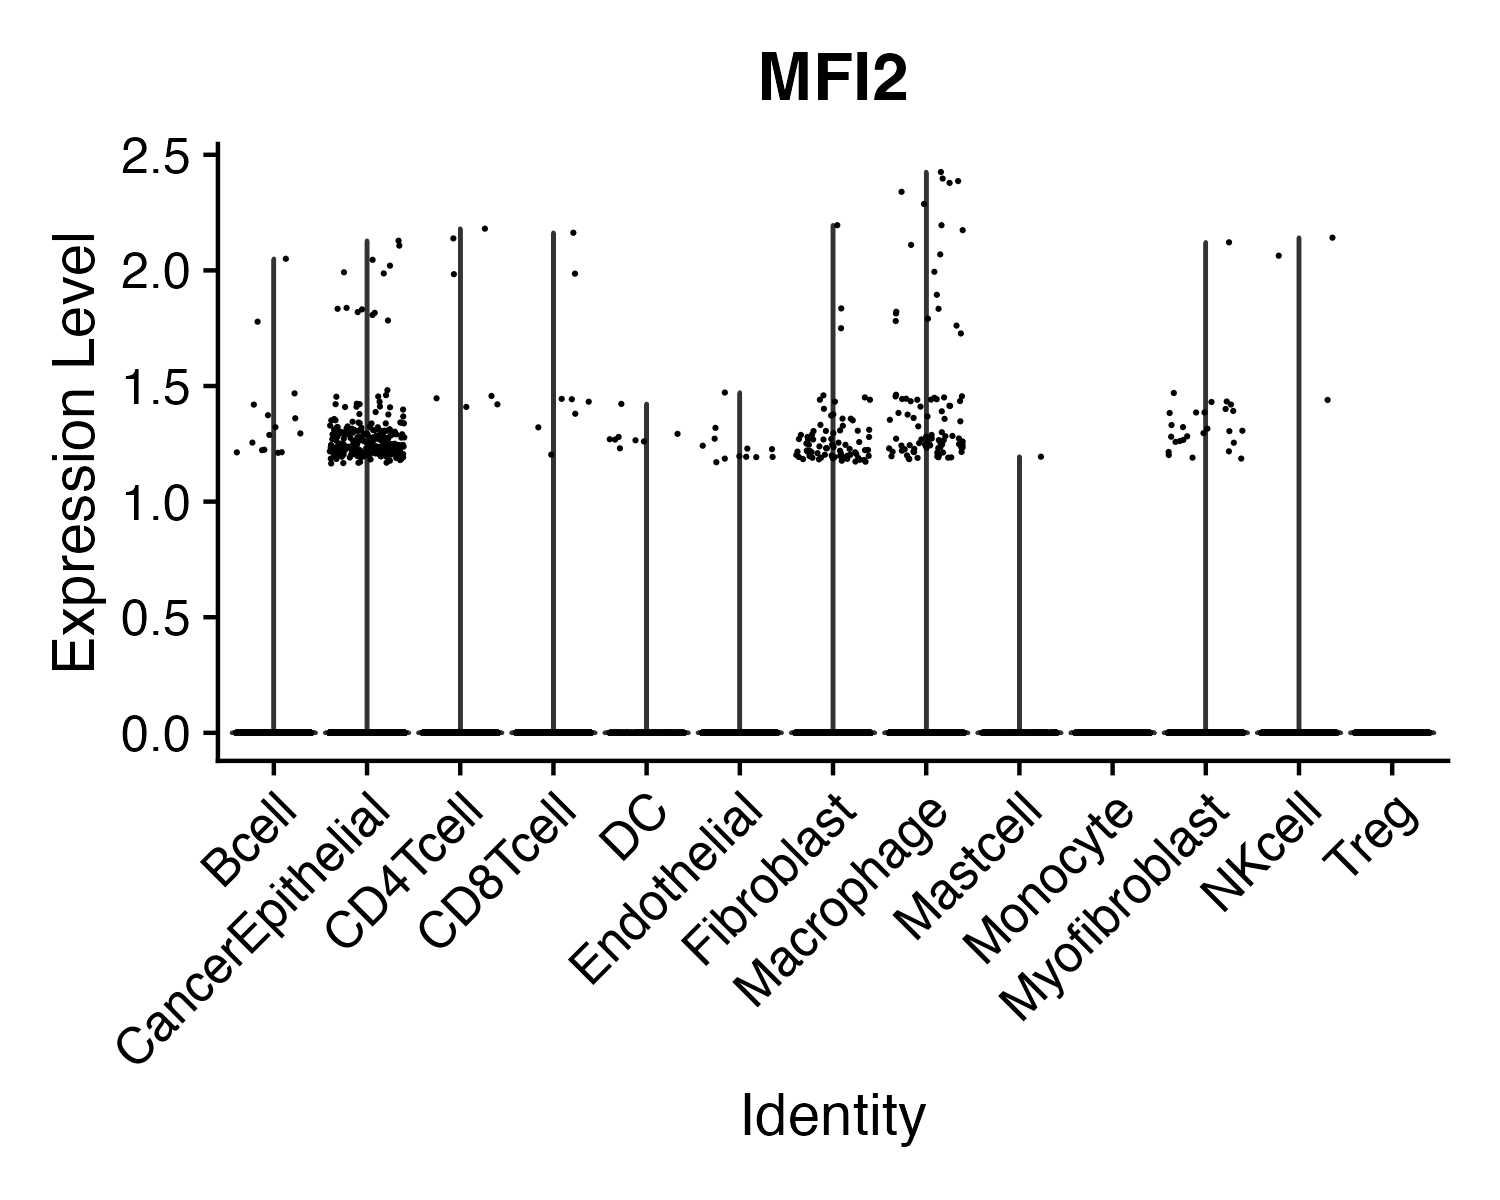 MFI2
Expression Level
2.5
2.0
1.5
1.0
0.5
0.0
Bcell
CancerEpithelial
CD4Tcell
CD8Tcell
DC
Endothelial
Fibroblast
Macrophage
Mastcell
Monocyte
Myofibroblast
NKcell
Treg
Identity